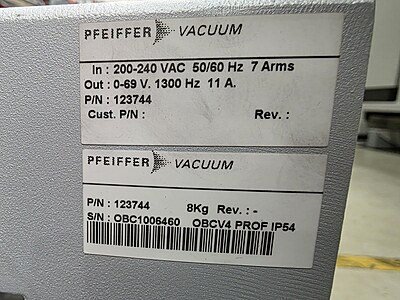 PFEIFFER VACUUM
In : 200-240 VAC 50/60 Hz 7 Arms
Out : 0-69 V. 1300 Hz 11 A.
P/N : 123744
Cust. P/N : Rev. :
PFEIFFER VACUUM
P/N : 123744 8Kg Rev. : -
S/N : OBC1006460 OBCV4 PROF IP54